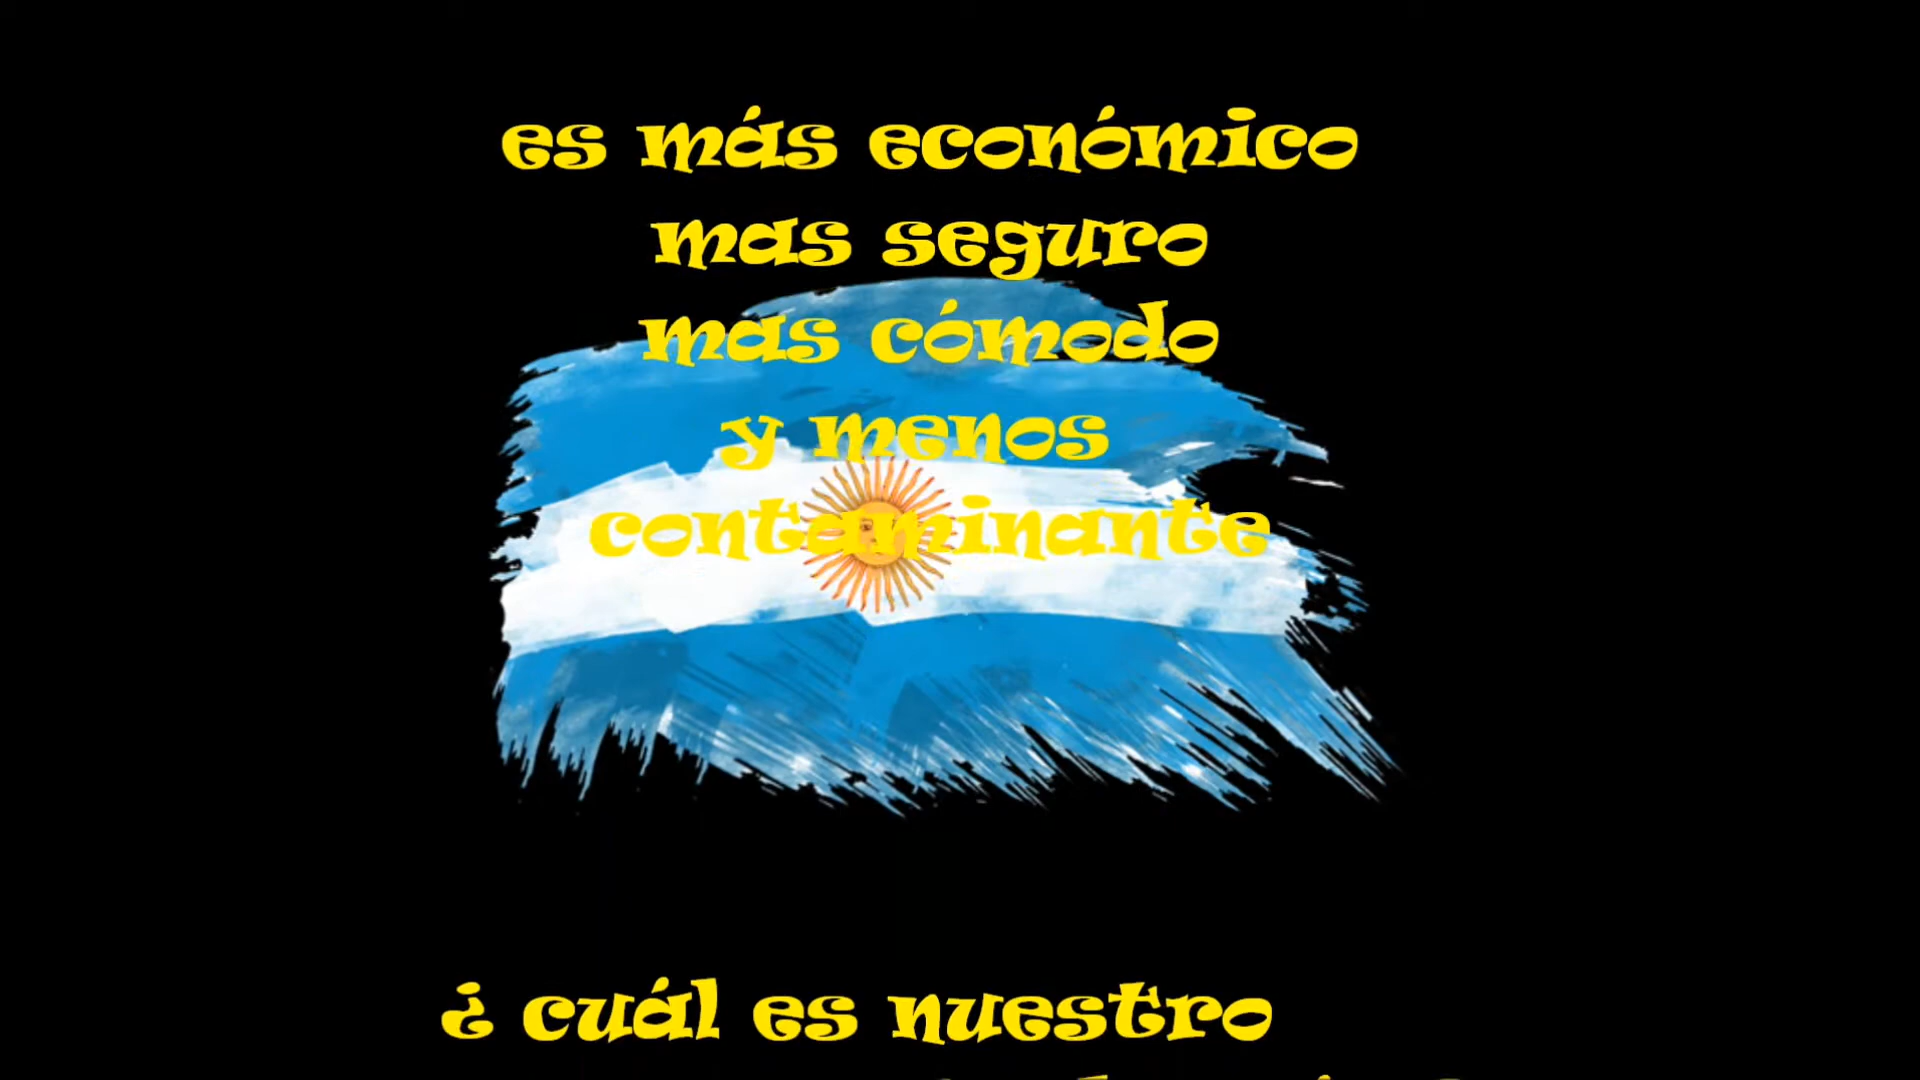 es más económico
mas seguro
mas cómodo
y menos
contaminante
¿ cuál es nuestro